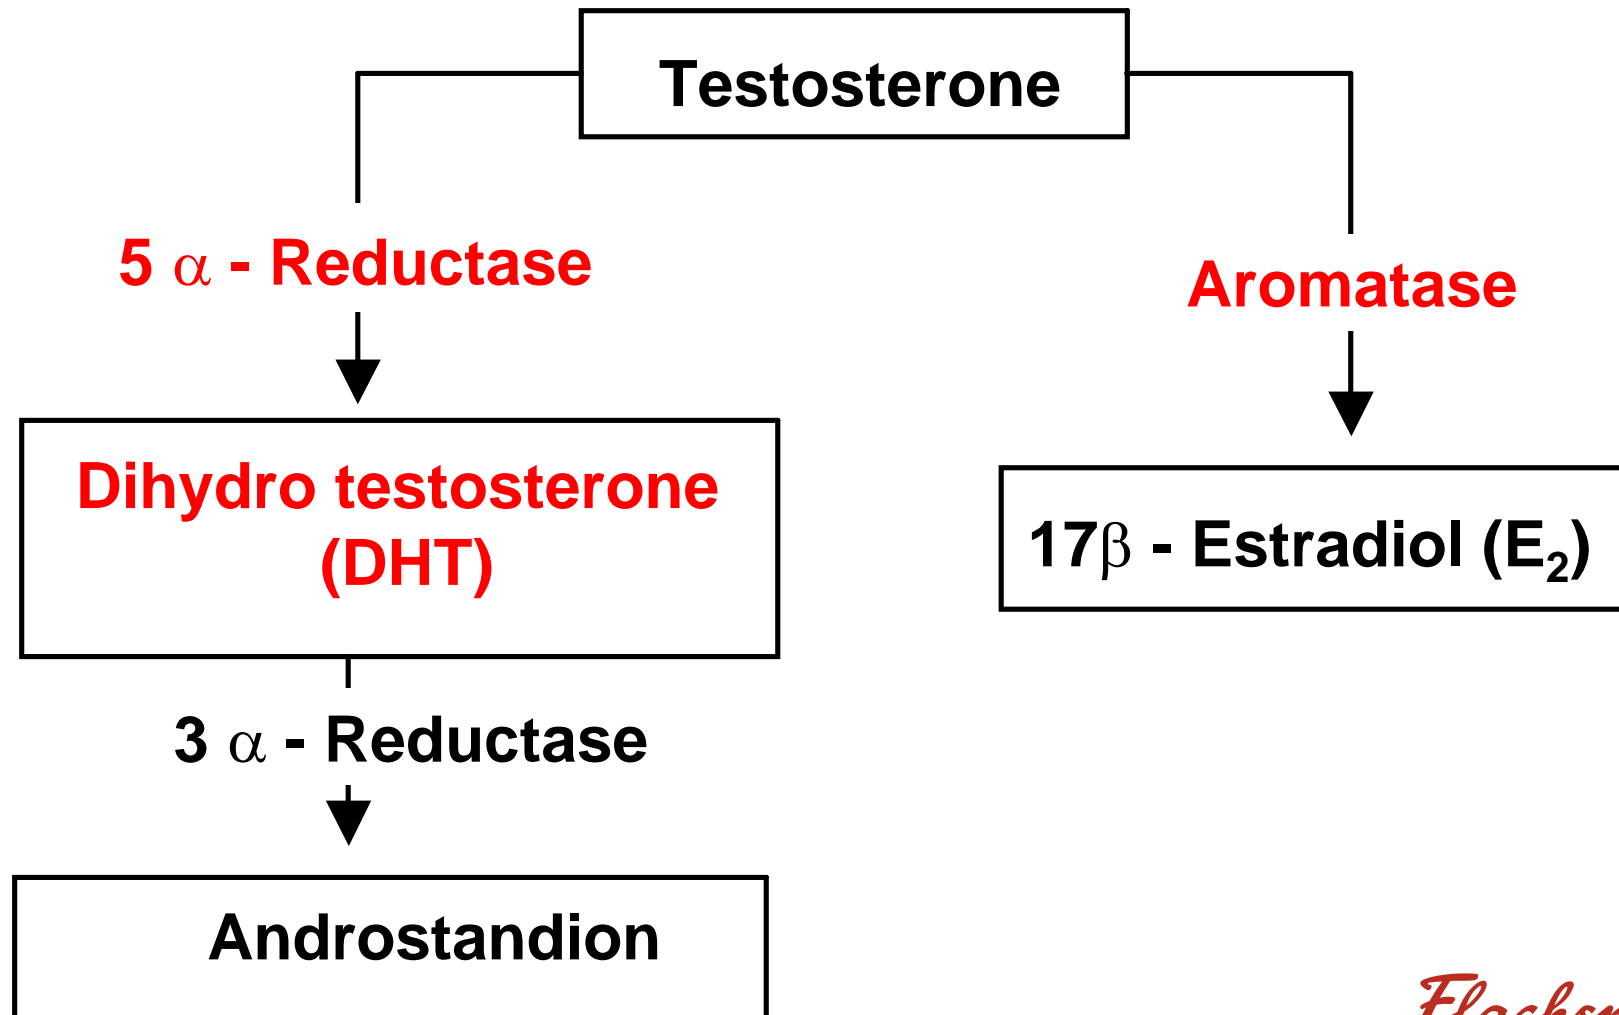 Testosterone
5 α - Reductase
Aromatase
Dihydro testosterone
(DHT)
17β - Estradiol (E₂)
3 α - Reductase
Androstandion